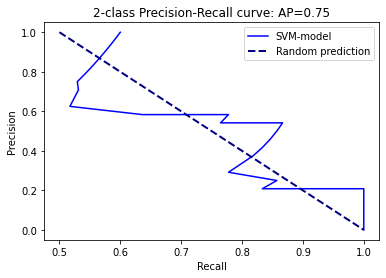 2-class Precision-Recall curve: AP=0.75
SVM-model
Random prediction
Precision
1.0
0.8
0.6
0.4
0.2
0.0
0.5 0.6 0.7 0.8 0.9 1.0
Recall